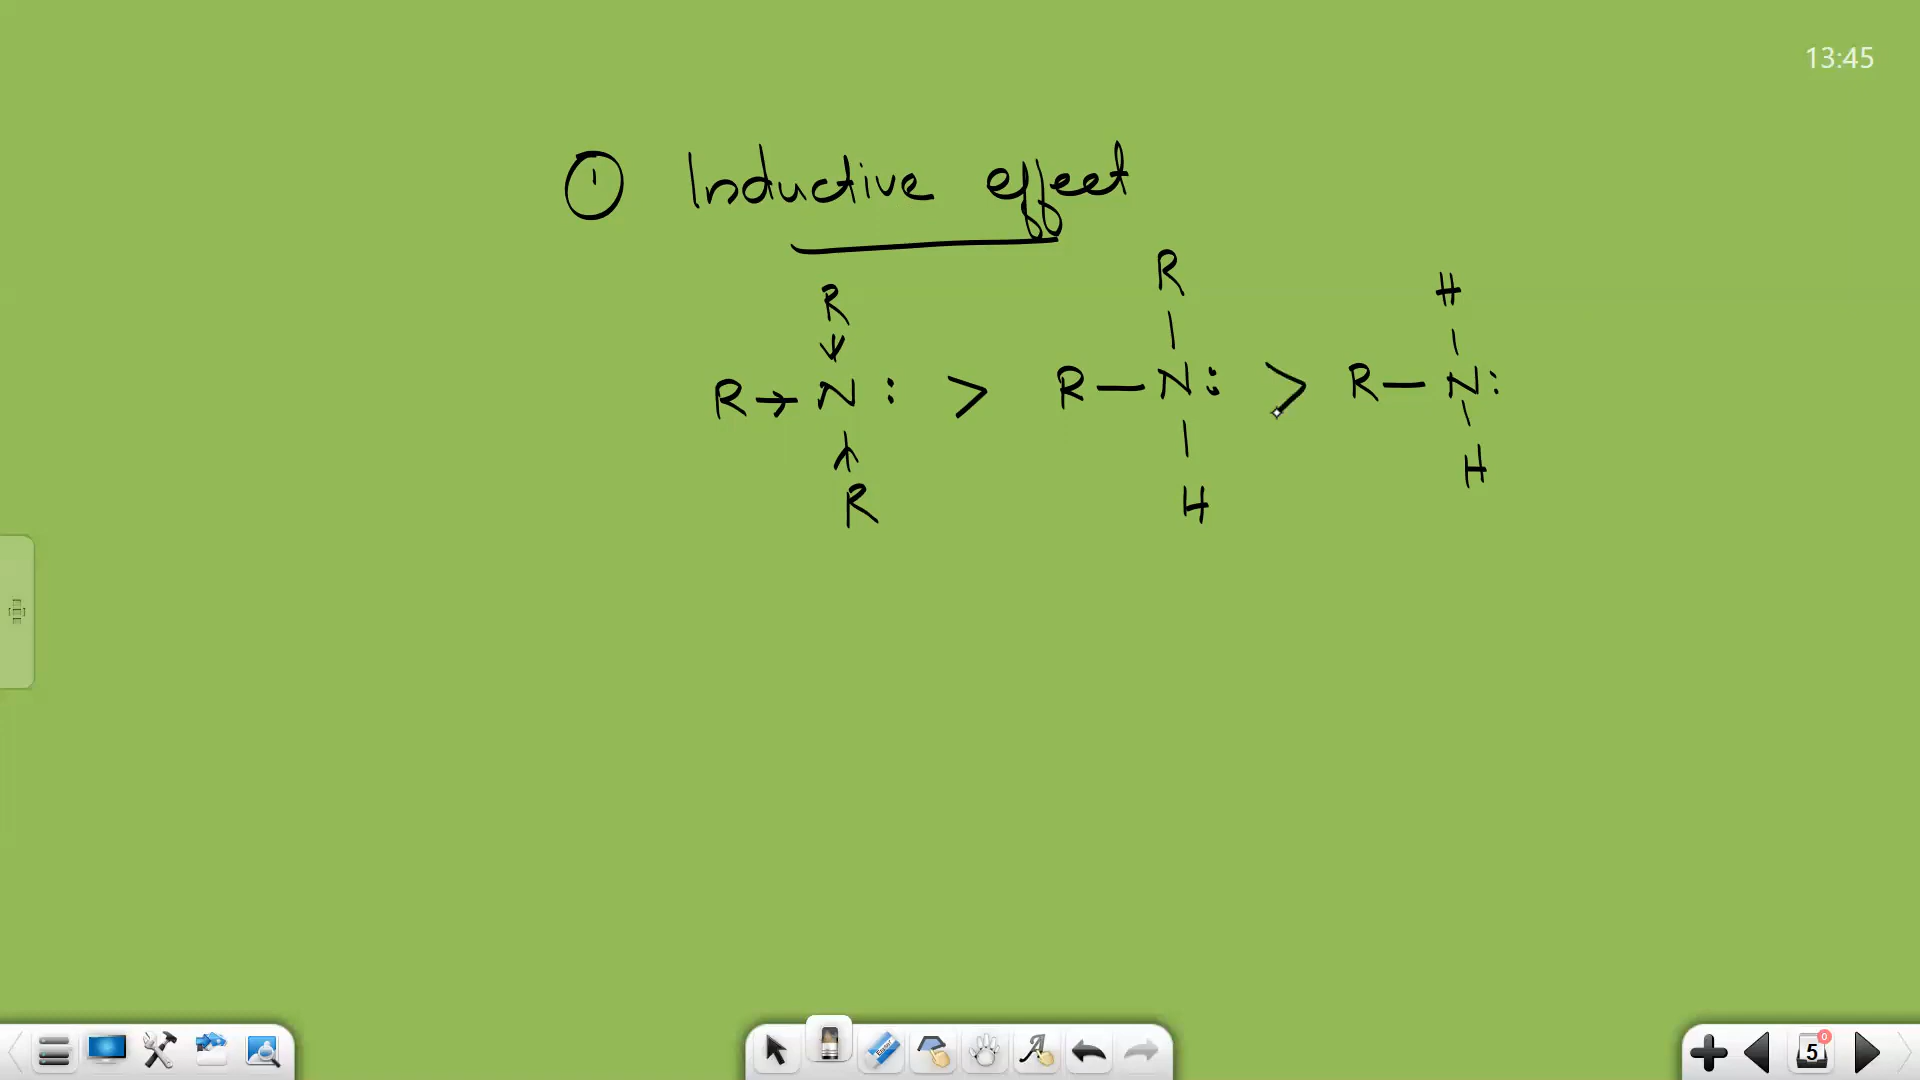 13:45
① Inductive effect
R R H
R → N : > R — N : > R — N :
R H H
5